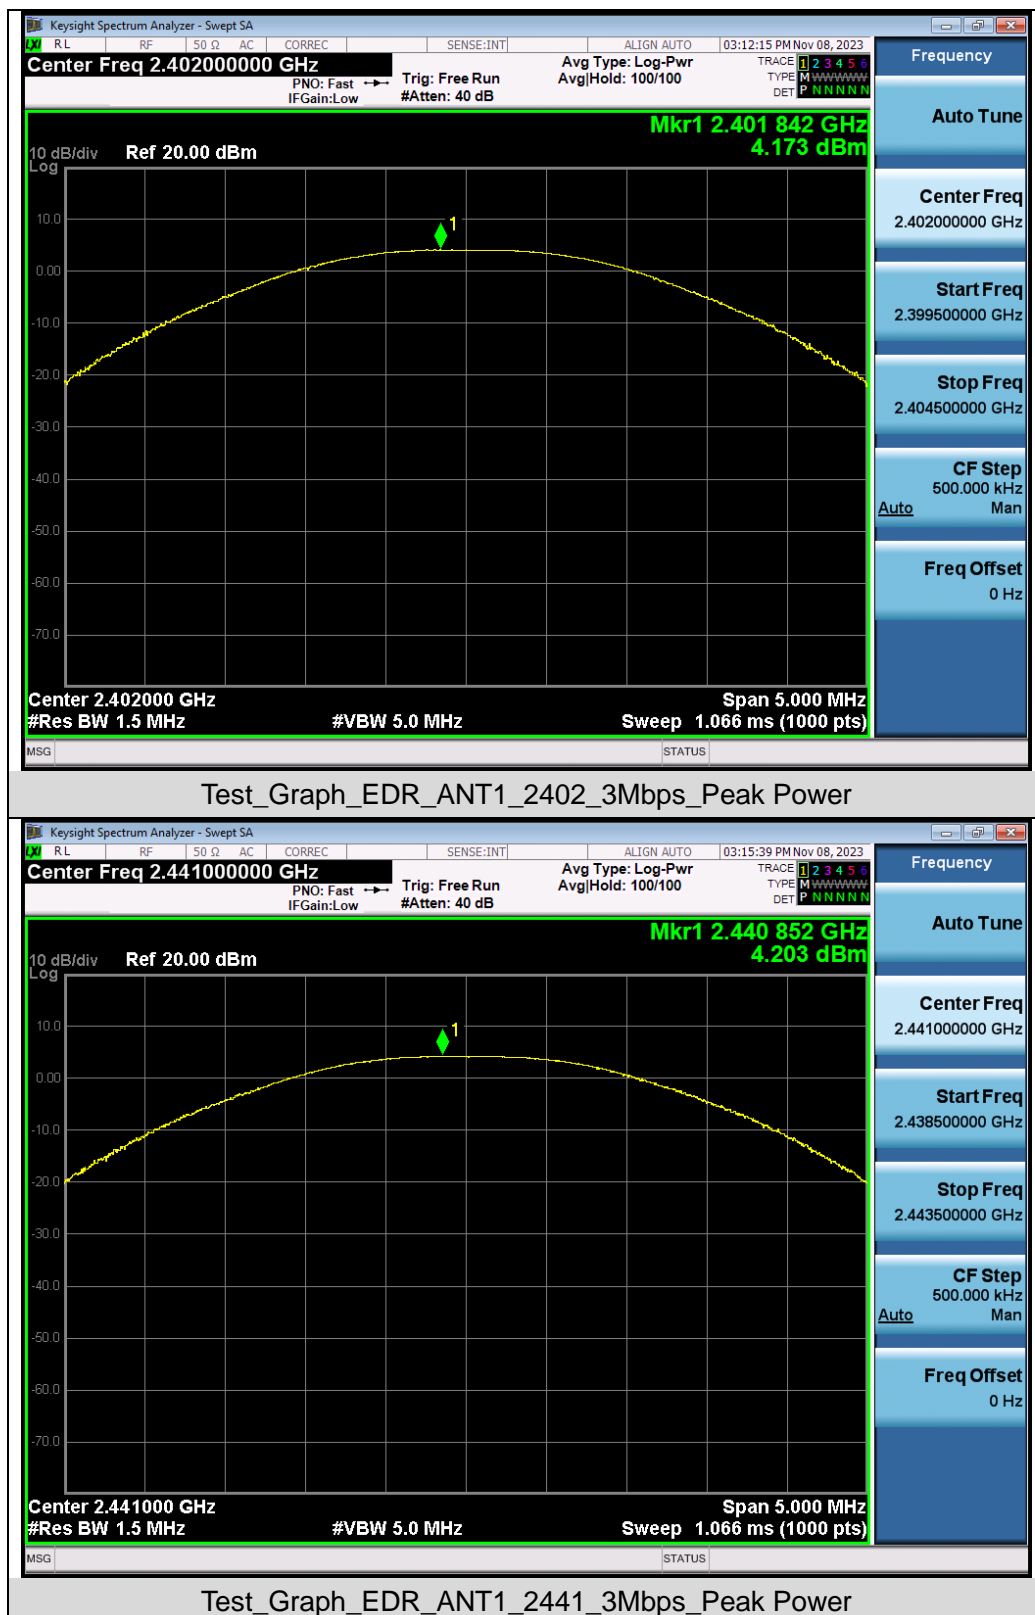 Keysight Spectrum Analyzer - Swept SA
LXI RL RF 50 Ω AC CORREC SENSE:INT ALIGN AUTO 03:12:15 PM Nov 08, 2023
Center Freq 2.402000000 GHz
PNO: Fast
IFGain:Low
Trig: Free Run
#Atten: 40 dB
Avg Type: Log-Pwr
Avg|Hold: 100/100
TRACE 1 2 3 4 5 6
TYPE M WWWWW
DET P N N N N N
Mkr1 2.401 842 GHz
4.173 dBm
10 dB/div Ref 20.00 dBm
Log
1
10.0
0.00
-10.0
-20.0
-30.0
-40.0
-50.0
-60.0
-70.0
Center 2.402000 GHz Span 5.000 MHz
#Res BW 1.5 MHz #VBW 5.0 MHz Sweep 1.066 ms (1000 pts)
MSG STATUS
Frequency
Auto Tune
Center Freq
2.402000000 GHz
Start Freq
2.399500000 GHz
Stop Freq
2.404500000 GHz
CF Step
500.000 kHz
Auto Man
Freq Offset
0 Hz
Test_Graph_EDR_ANT1_2402_3Mbps_Peak Power
Keysight Spectrum Analyzer - Swept SA
LXI RL RF 50 Ω AC CORREC SENSE:INT ALIGN AUTO 03:15:39 PM Nov 08, 2023
Center Freq 2.441000000 GHz
PNO: Fast
IFGain:Low
Trig: Free Run
#Atten: 40 dB
Avg Type: Log-Pwr
Avg|Hold: 100/100
TRACE 1 2 3 4 5 6
TYPE M WWWWW
DET P N N N N N
Mkr1 2.440 852 GHz
4.203 dBm
10 dB/div Ref 20.00 dBm
Log
1
10.0
0.00
-10.0
-20.0
-30.0
-40.0
-50.0
-60.0
-70.0
Center 2.441000 GHz Span 5.000 MHz
#Res BW 1.5 MHz #VBW 5.0 MHz Sweep 1.066 ms (1000 pts)
MSG STATUS
Frequency
Auto Tune
Center Freq
2.441000000 GHz
Start Freq
2.438500000 GHz
Stop Freq
2.443500000 GHz
CF Step
500.000 kHz
Auto Man
Freq Offset
0 Hz
Test_Graph_EDR_ANT1_2441_3Mbps_Peak Power